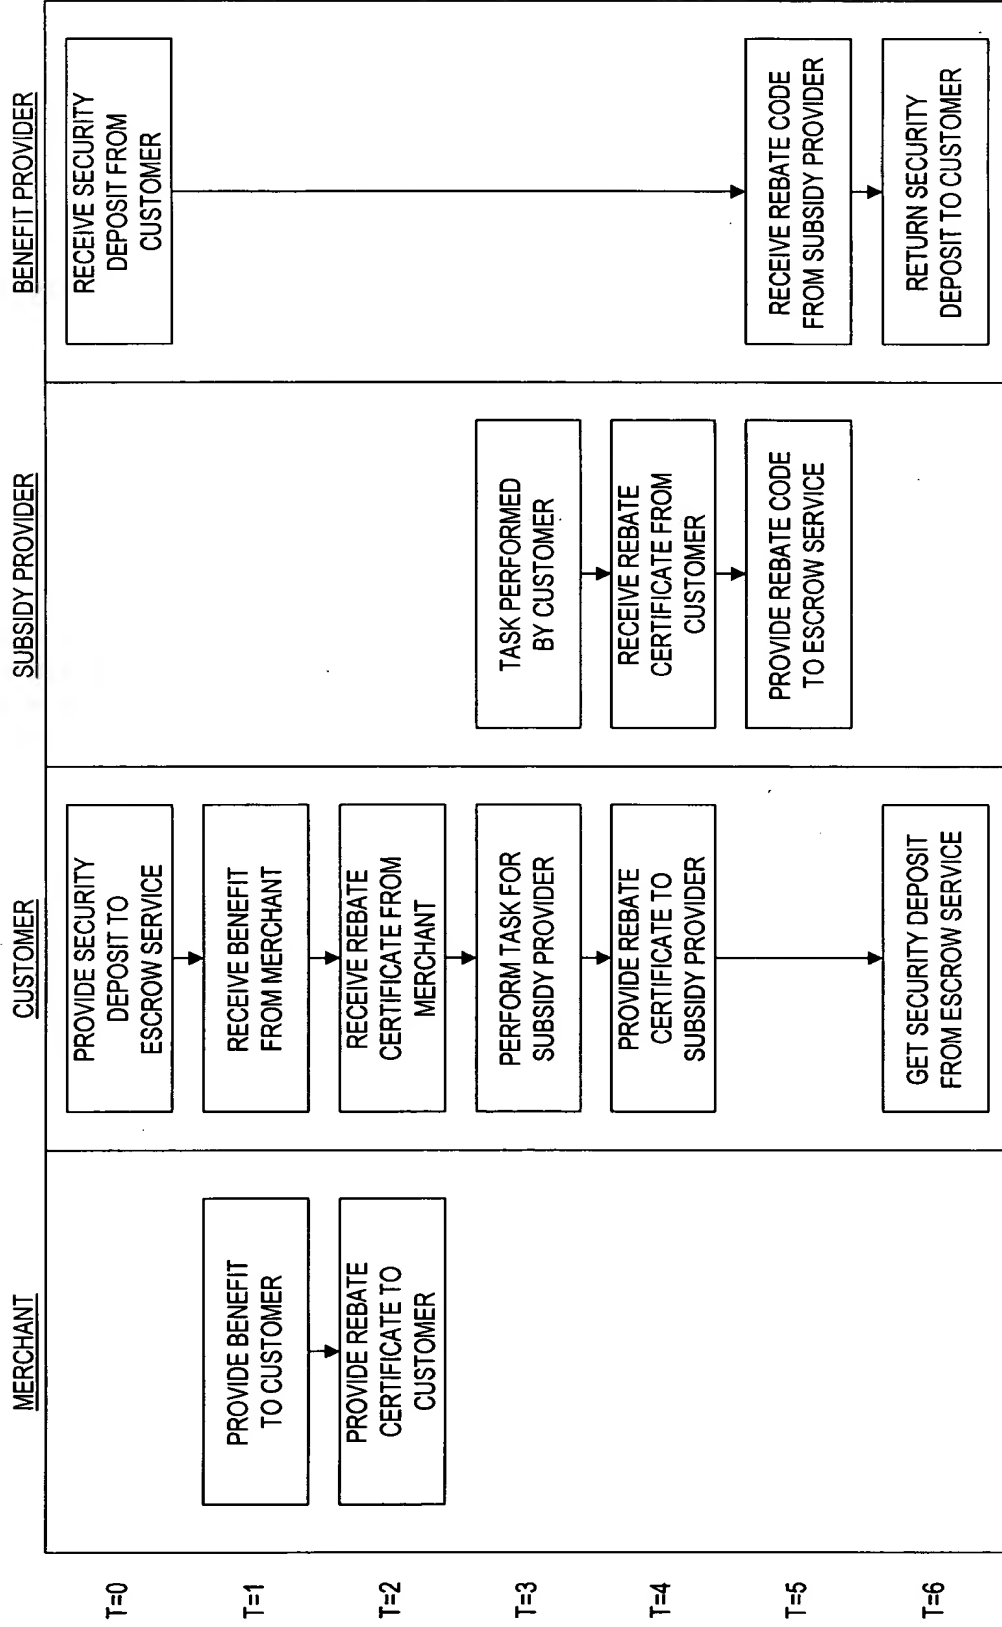 MERCHANT
CUSTOMER
SUBSIDY PROVIDER
BENEFIT PROVIDER
T=0
PROVIDE SECURITY
DEPOSIT TO
ESCROW SERVICE
RECEIVE SECURITY
DEPOSIT FROM
CUSTOMER
T=1
PROVIDE BENEFIT
TO CUSTOMER
RECEIVE BENEFIT
FROM MERCHANT
T=2
PROVIDE REBATE
CERTIFICATE TO
CUSTOMER
RECEIVE REBATE
CERTIFICATE FROM
MERCHANT
T=3
PERFORM TASK FOR
SUBSIDY PROVIDER
TASK PERFORMED
BY CUSTOMER
T=4
PROVIDE REBATE
CERTIFICATE TO
SUBSIDY PROVIDER
RECEIVE REBATE
CERTIFICATE FROM
CUSTOMER
T=5
PROVIDE REBATE CODE
TO ESCROW SERVICE
RECEIVE REBATE CODE
FROM SUBSIDY PROVIDER
T=6
GET SECURITY DEPOSIT
FROM ESCROW SERVICE
RETURN SECURITY
DEPOSIT TO CUSTOMER